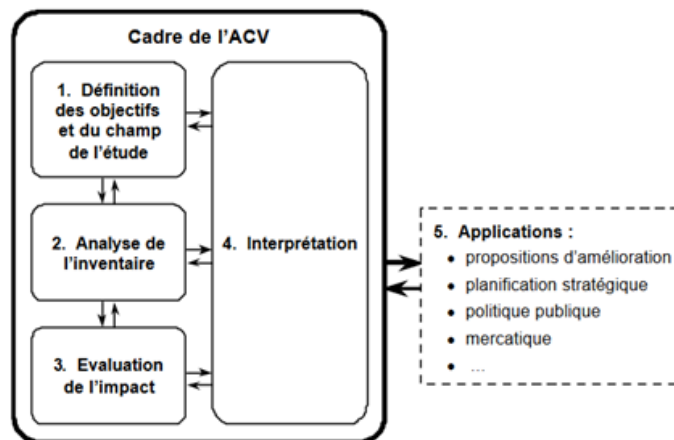 Cadre de l'ACV
1. Définition
des objectifs
et du champ
de l'étude
2. Analyse de
l'inventaire
3. Evaluation
de l'impact
4. Interprétation
5. Applications :
• propositions d'amélioration
• planification stratégique
• politique publique
• mercatique
• ...